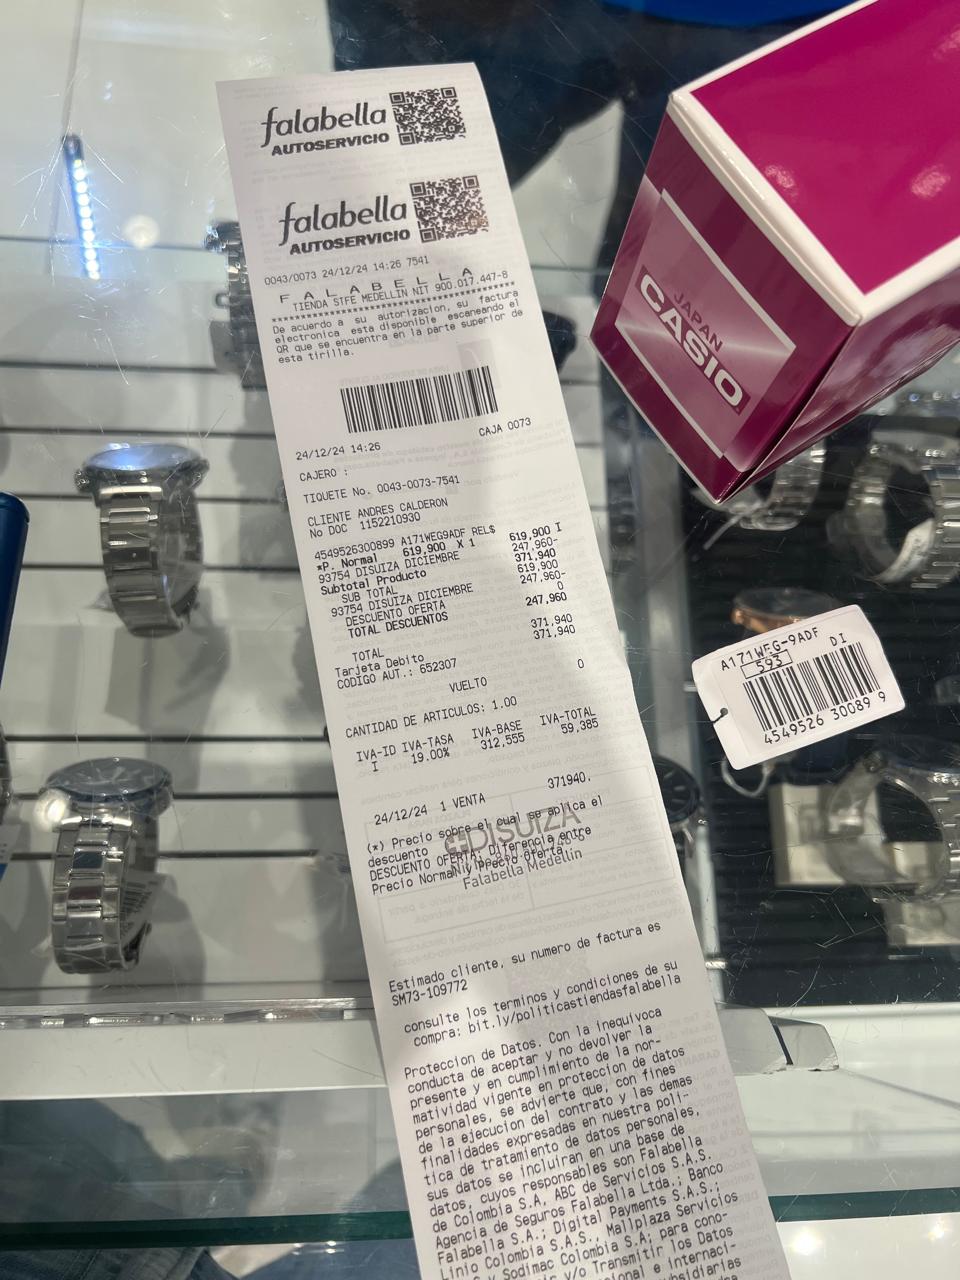 falabella
AUTOSERVICIO
falabella
AUTOSERVICIO
0043/0073 24/12/24 14:26 7541
F A L A B E L L A
TIENDA STFE MEDELLIN NIT 900.017.447-8
De acuerdo a su autorizacion, su factura
electronica esta disponible escaneando el
QR que se encuentra en la parte superior de
esta tirilla.
24/12/24 14:26 CAJA 0073
CAJERO :
TIQUETE No. 0043-0073-7541
CLIENTE ANDRES CALDERON
No DOC 1152210930
4549526300899 A171WEG9ADF REL$ 619,900 I
*P. Normal 619,900 X 1
93754 DISUIZA DICIEMBRE 247,960-
Subtotal Producto 371,940
SUB TOTAL 619,900
93754 DISUIZA DICIEMBRE 247,960-
DESCUENTO OFERTA 0
TOTAL DESCUENTOS 247,960
TOTAL 371,940
Tarjeta Debito 371,940
CODIGO AUT.: 652307
VUELTO 0
CANTIDAD DE ARTICULOS: 1.00
IVA-ID IVA-TASA IVA-BASE IVA-TOTAL
I 19.00% 312,555 59,385
24/12/24 1 VENTA 371940.
(*) Precio sobre el cual se aplica el
descuento
DESCUENTO OFERTA: Diferencia entre
Precio Normal y Precio Oferta.
DISUIZA
Falabella Medellín
Estimado cliente, su numero de factura es
SM73-109772
consulte los terminos y condiciones de su
compra: bit.ly/politicastiendasfalabella
Proteccion de Datos. Con la inequivoca
conducta de aceptar y no devolver la
presente y en cumplimiento de la nor-
matividad vigente en proteccion de datos
personales, se advierte que, con fines
de la ejecucion del contrato y las demas
finalidades expresadas en nuestra poli-
tica de tratamiento de datos personales,
sus datos se incluiran en una base de
datos, cuyos responsables son Falabella
de Colombia S.A. ABC de Servicios S.A.S.
Agencia de Seguros Falabella Ltda.; Banco
Falabella S.A.; Digital Payments S.A.S.;
Linio Colombia S.A.S., Mallplaza Servicios
y Sodimac Colombia S.A; para cono-
y/o Transmitir los Datos
internaci-
JAPAN
CASIO
A171WEG-9ADF DI
593
4549526 30089 9